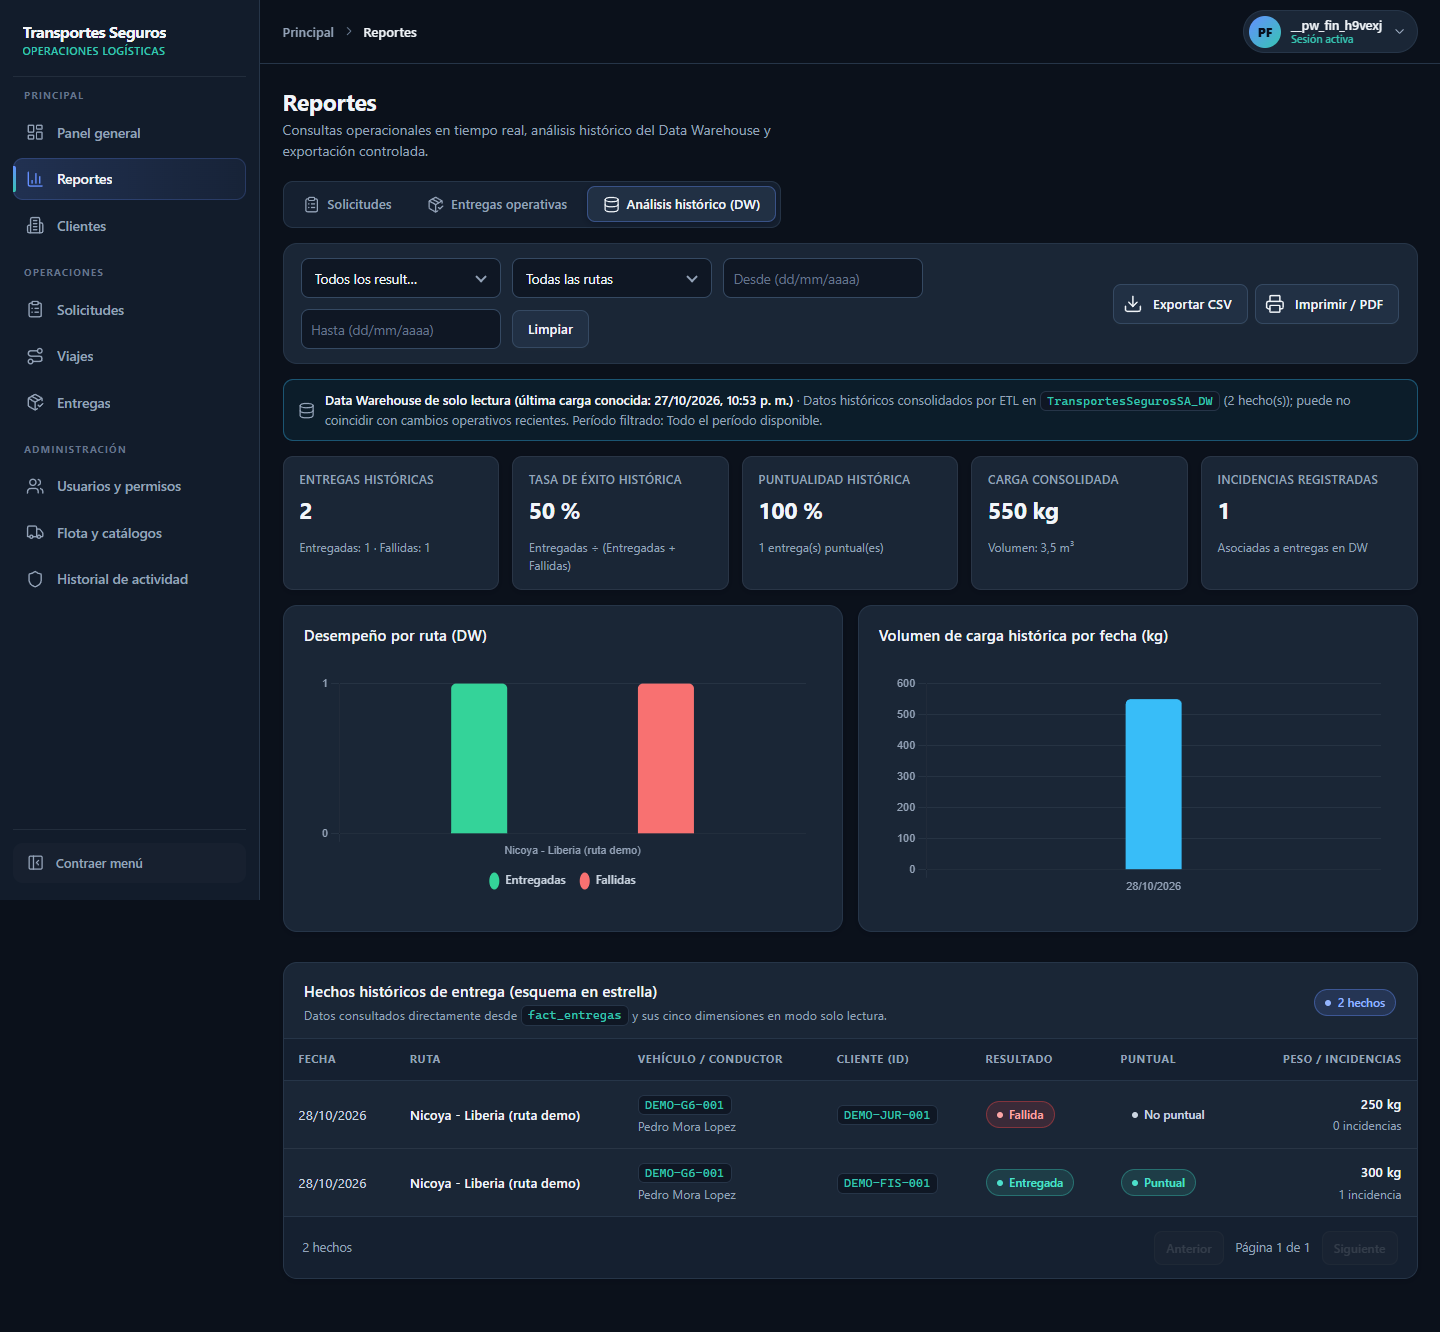 Transportes Seguros
OPERACIONES LOGÍSTICAS
PRINCIPAL
Panel general
Reportes
Clientes
OPERACIONES
Solicitudes
Viajes
Entregas
ADMINISTRACIÓN
Usuarios y permisos
Flota y catálogos
Historial de actividad
Contraer menú
Principal > Reportes
PF
__pw_fin_h9vexj
Sesión activa
Reportes
Consultas operacionales en tiempo real, análisis histórico del Data Warehouse y
exportación controlada.
Solicitudes
Entregas operativas
Análisis histórico (DW)
Todos los result...
Todas las rutas
Desde (dd/mm/aaaa)
Hasta (dd/mm/aaaa)
Limpiar
Exportar CSV
Imprimir / PDF
Data Warehouse de solo lectura (última carga conocida: 27/10/2026, 10:53 p. m.) · Datos históricos consolidados por ETL en TransportesSegurosSA_DW (2 hecho(s)); puede no
coincidir con cambios operativos recientes. Período filtrado: Todo el período disponible.
ENTREGAS HISTÓRICAS
2
Entregadas: 1 · Fallidas: 1
TASA DE ÉXITO HISTÓRICA
50 %
Entregadas ÷ (Entregadas +
Fallidas)
PUNTUALIDAD HISTÓRICA
100 %
1 entrega(s) puntual(es)
CARGA CONSOLIDADA
550 kg
Volumen: 3,5 m³
INCIDENCIAS REGISTRADAS
1
Asociadas a entregas en DW
Desempeño por ruta (DW)
1
0
Nicoya - Liberia (ruta demo)
Entregadas
Fallidas
Volumen de carga histórica por fecha (kg)
600
500
400
300
200
100
0
28/10/2026
Hechos históricos de entrega (esquema en estrella)
Datos consultados directamente desde fact_entregas y sus cinco dimensiones en modo solo lectura.
2 hechos
FECHA RUTA VEHÍCULO / CONDUCTOR CLIENTE (ID) RESULTADO PUNTUAL PESO / INCIDENCIAS
28/10/2026 Nicoya - Liberia (ruta demo) DEMO-G6-001 DEMO-JUR-001 Fallida No puntual 250 kg
Pedro Mora Lopez 0 incidencias
28/10/2026 Nicoya - Liberia (ruta demo) DEMO-G6-001 DEMO-FIS-001 Entregada Puntual 300 kg
Pedro Mora Lopez 1 incidencia
2 hechos
Anterior
Página 1 de 1
Siguiente